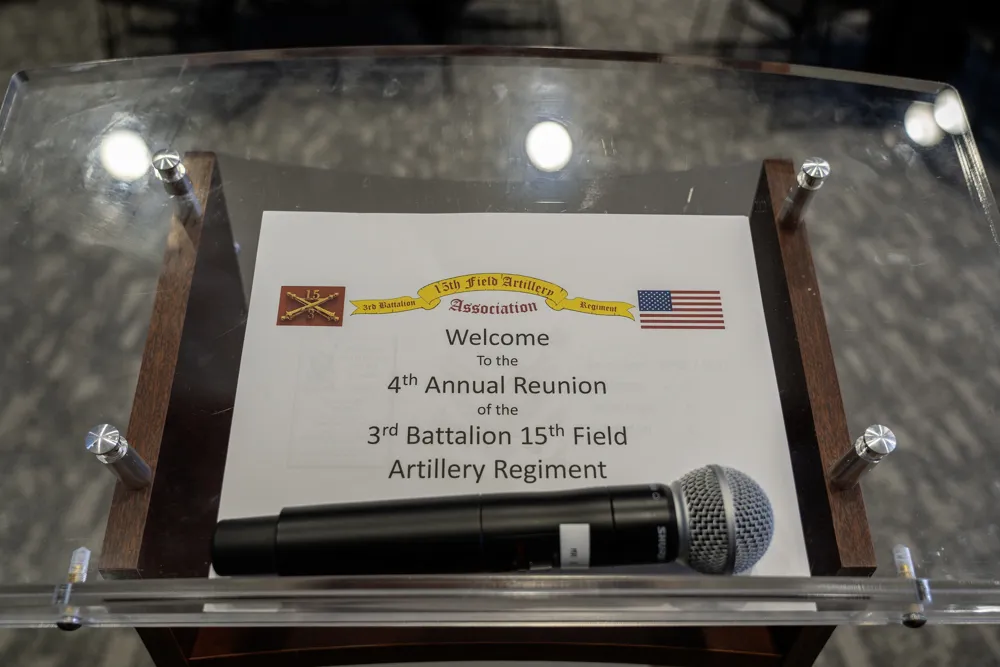 15
3
3rd Battalion 15th Field Artillery Regiment
Association
Welcome
To the
4th Annual Reunion
of the
3rd Battalion 15th Field
Artillery Regiment
SHURE